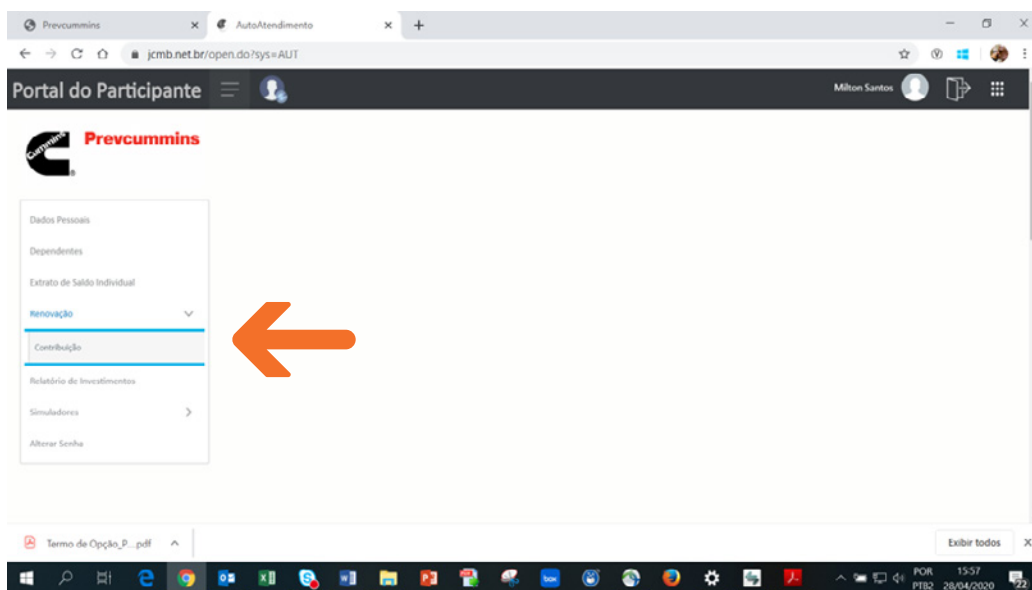 Prevcummins
AutoAtendimento
jcmb.net.br/open.do?sys=AUT
Portal do Participante
Milton Santos
Cummins
Prevcummins
Dados Pessoais
Dependentes
Extrato de Saldo Individual
Renovação
Contribuição
Relatório de Investimentos
Simuladores
Alterar Senha
Termo de Opção_P....pdf
Exibir todos
POR
PTB2
15:57
28/04/2020
22